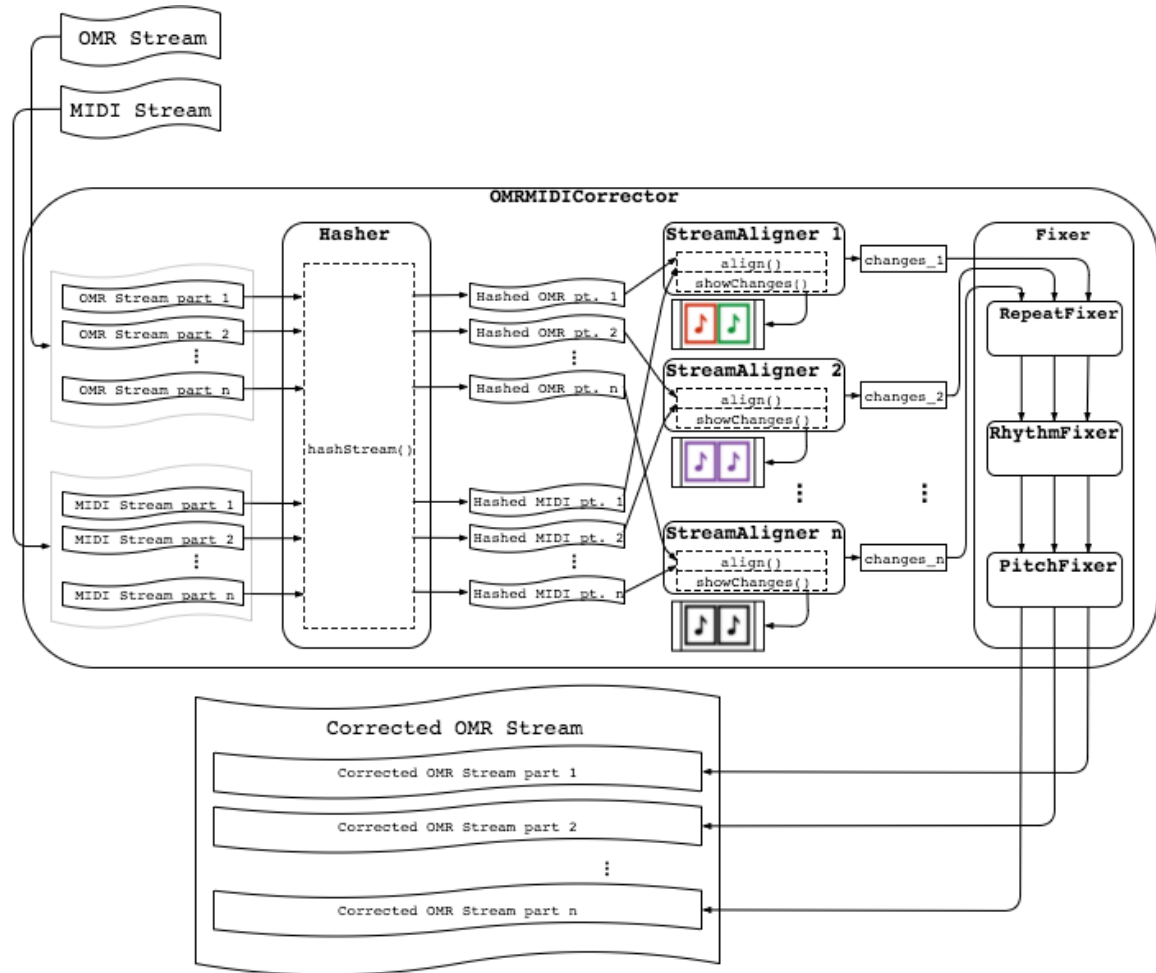 OMR Stream
MIDI Stream
OMRMIDICorrector
Hasher
hashStream()
OMR Stream part 1
OMR Stream part 2
⋮
OMR Stream part n
MIDI Stream part 1
MIDI Stream part 2
⋮
MIDI Stream part n
Hashed OMR pt. 1
Hashed OMR pt. 2
⋮
Hashed OMR pt. n
Hashed MIDI pt. 1
Hashed MIDI pt. 2
⋮
Hashed MIDI pt. n
StreamAligner 1
align()
showChanges()
StreamAligner 2
align()
showChanges()
⋮
StreamAligner n
align()
showChanges()
changes_1
changes_2
⋮
changes_n
Fixer
RepeatFixer
RhythmFixer
PitchFixer
Corrected OMR Stream
Corrected OMR Stream part 1
Corrected OMR Stream part 2
⋮
Corrected OMR Stream part n